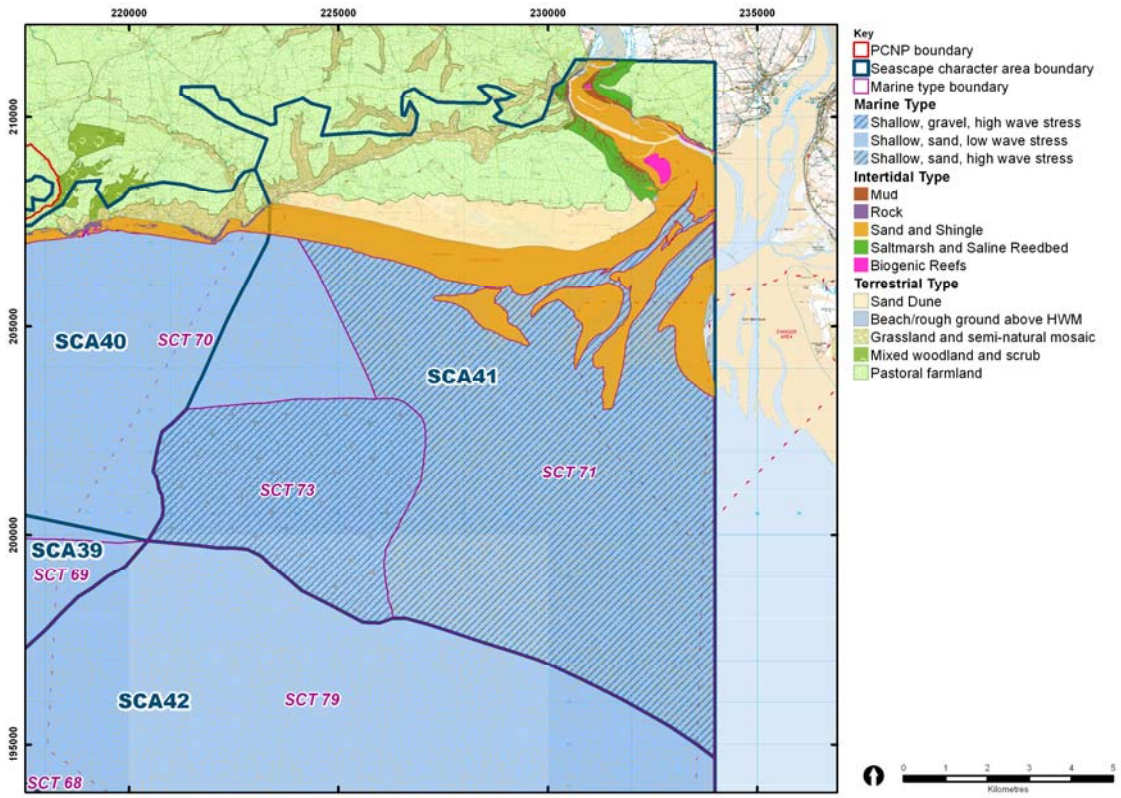 220000
225000
230000
235000
210000
205000
200000
195000
SCA40
SCT 70
SCA41
SCT 71
SCT 73
SCA39
SCT 69
SCA42
SCT 79
SCT 68
DANGER
AREA
Key
PCNP boundary
Seascape character area boundary
Marine type boundary
Marine Type
Shallow, gravel, high wave stress
Shallow, sand, low wave stress
Shallow, sand, high wave stress
Intertidal Type
Mud
Rock
Sand and Shingle
Saltmarsh and Saline Reedbed
Biogenic Reefs
Terrestrial Type
Sand Dune
Beach/rough ground above HWM
Grassland and semi-natural mosaic
Mixed woodland and scrub
Pastoral farmland
0 1 2 3 4 5
Kilometres